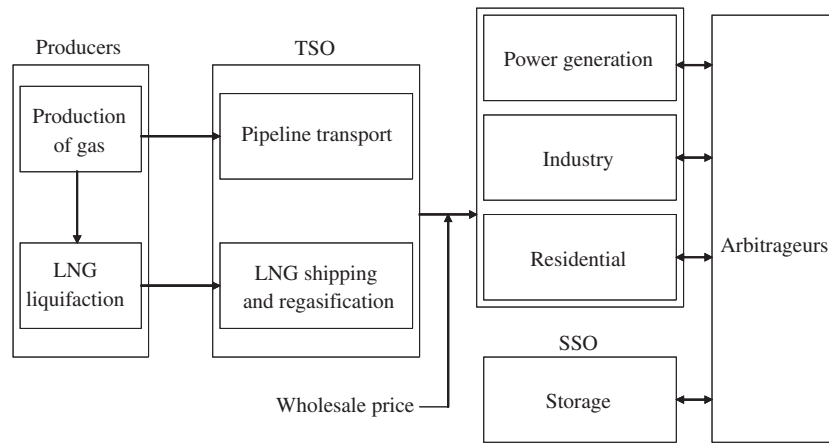 Producers
Production
of gas
LNG
liquifaction
TSO
Pipeline transport
LNG shipping
and regasification
Wholesale price
Power generation
Industry
Residential
SSO
Storage
Arbitrageurs